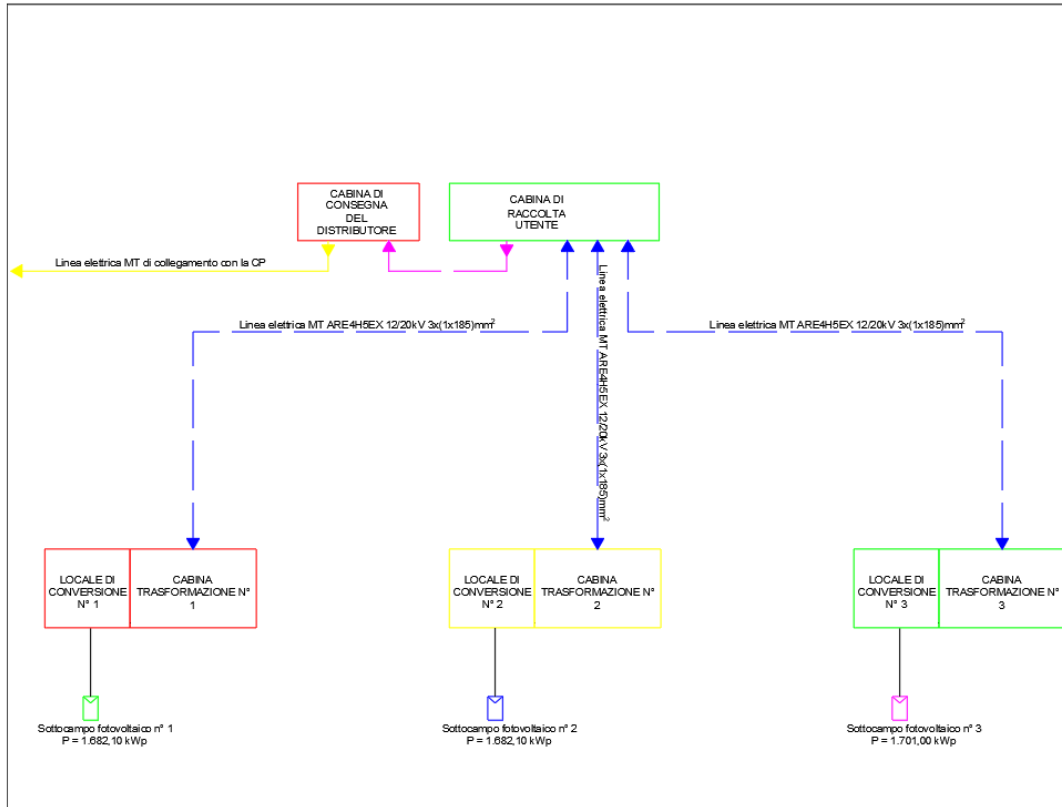 CABINA DI
CONSEGNA
DEL
DISTRIBUTORE
CABINA DI
RACCOLTA
UTENTE
Linea elettrica MT di collegamento con la CP
Linea elettrica MT ARE4H5EX 12/20kV 3x(1x185)mm²
Linea elettrica MT ARE4H5EX 12/20kV 3x(1x185)mm²
Linea elettrica MT ARE4H5EX 12/20kV 3x(1x185)mm²
LOCALE DI
CONVERSIONE
N° 1
CABINA
TRASFORMAZIONE N°
1
LOCALE DI
CONVERSIONE
N° 2
CABINA
TRASFORMAZIONE N°
2
LOCALE DI
CONVERSIONE
N° 3
CABINA
TRASFORMAZIONE N°
3
Sottocampo fotovoltaico n° 1
P = 1.682,10 kWp
Sottocampo fotovoltaico n° 2
P = 1.682,10 kWp
Sottocampo fotovoltaico n° 3
P = 1.701,00 kWp